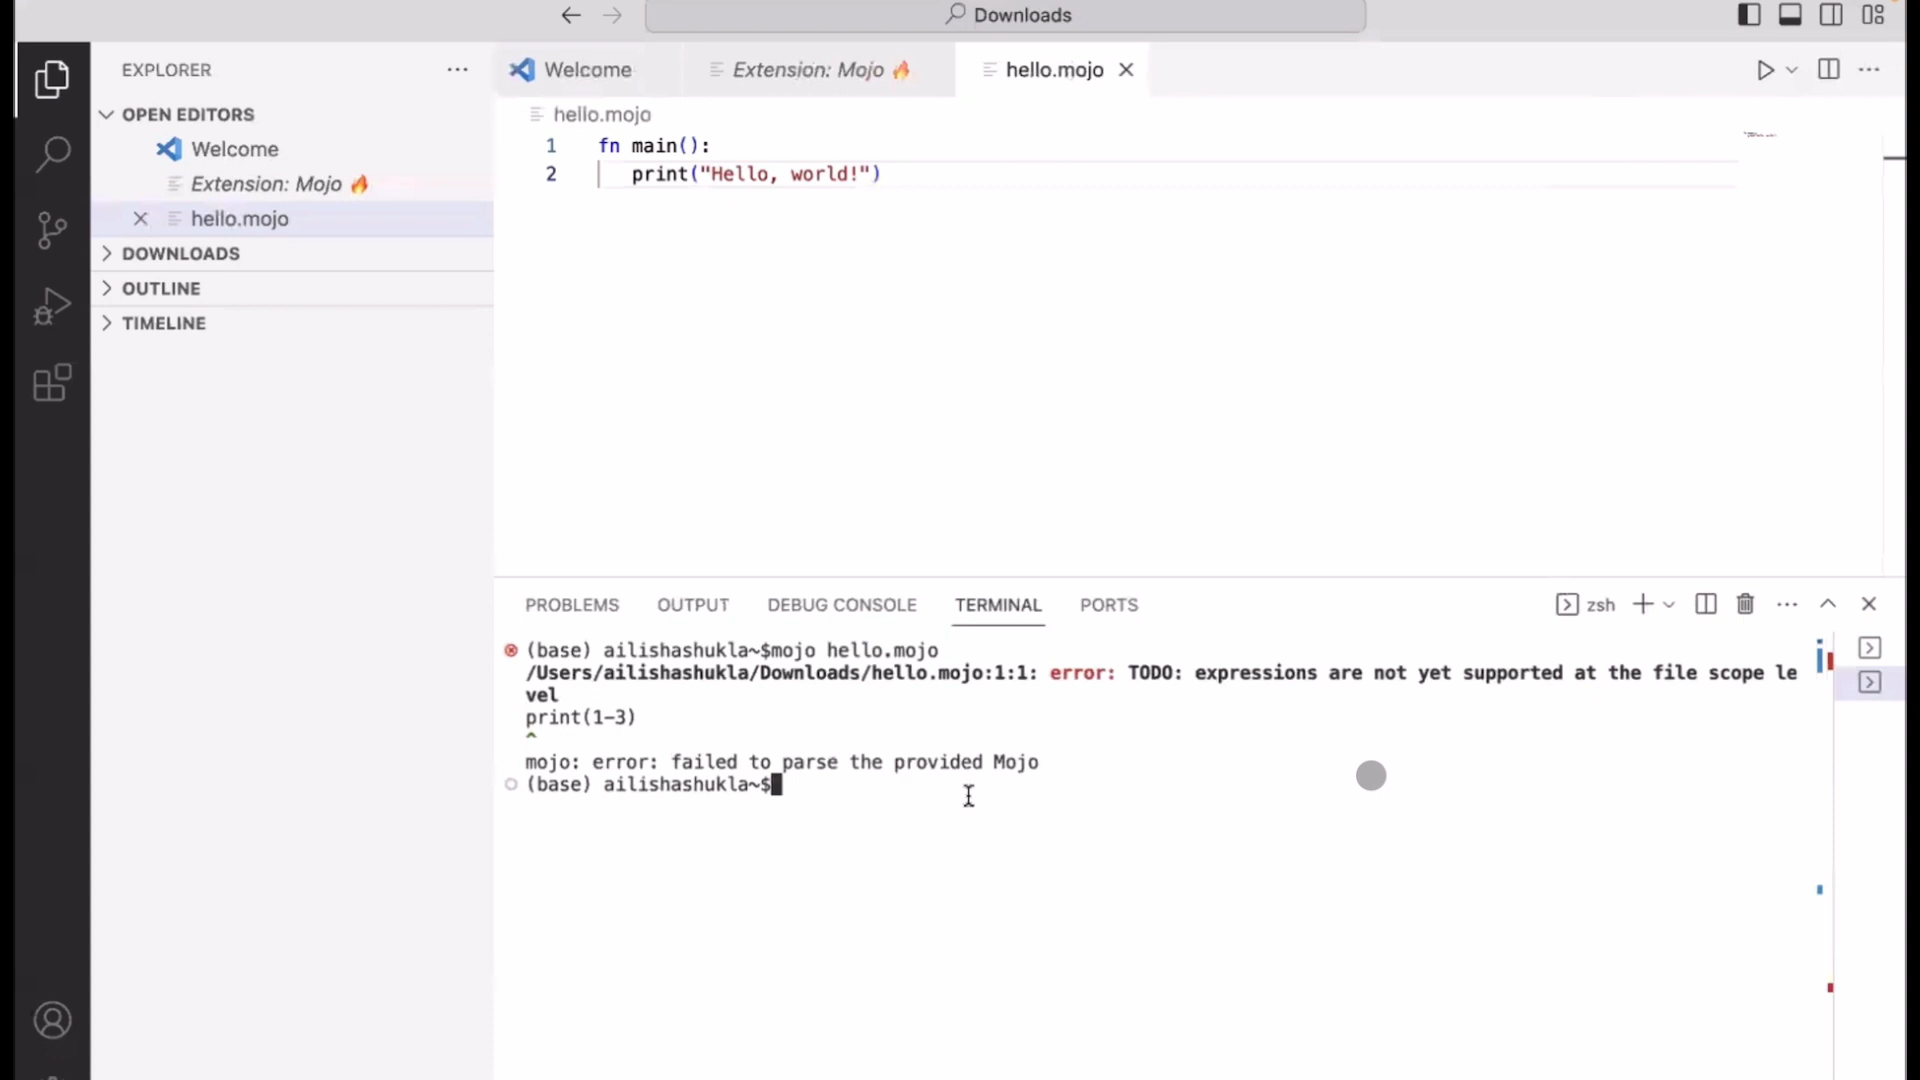 Downloads
EXPLORER
Welcome
Extension: Mojo 🔥
hello.mojo
OPEN EDITORS
Welcome
Extension: Mojo 🔥
hello.mojo
DOWNLOADS
OUTLINE
TIMELINE
hello.mojo
1 fn main():
2 print("Hello, world!")
PROBLEMS OUTPUT DEBUG CONSOLE TERMINAL PORTS
zsh
(base) ailishashukla~$mojo hello.mojo
/Users/ailishashukla/Downloads/hello.mojo:1:1: error: TODO: expressions are not yet supported at the file scope le
vel
print(1-3)
^
mojo: error: failed to parse the provided Mojo
(base) ailishashukla~$